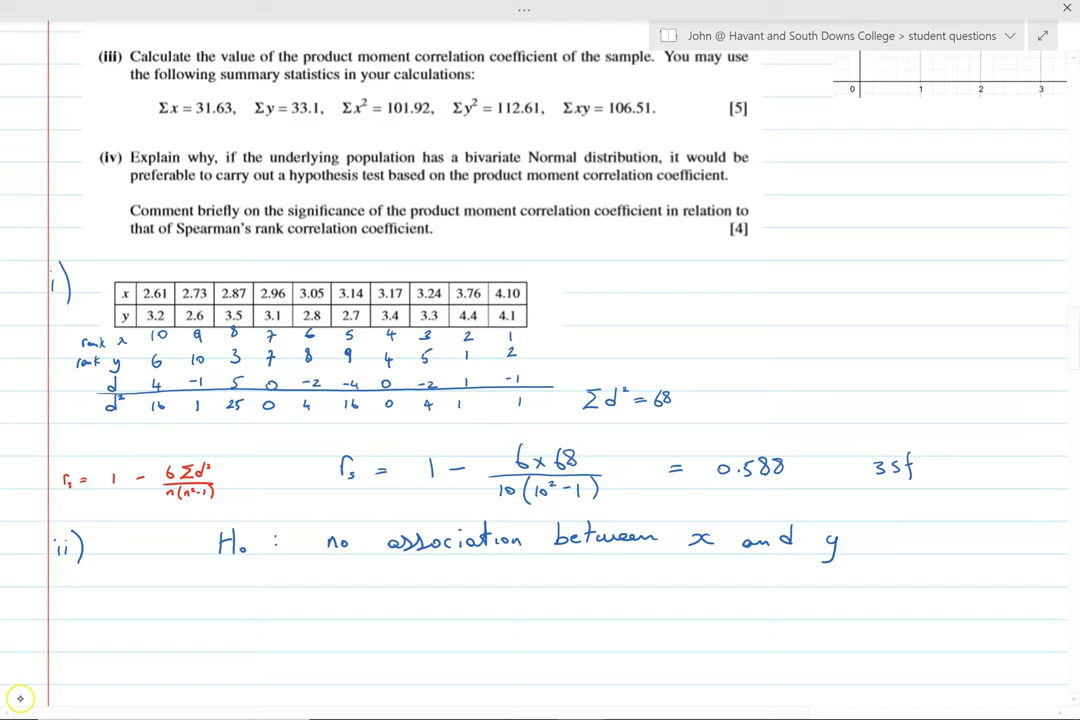 John @ Havant and South Downs College > student questions
(iii) Calculate the value of the product moment correlation coefficient of the sample. You may use
the following summary statistics in your calculations:
Σx = 31.63, Σy = 33.1, Σx² = 101.92, Σy² = 112.61, Σxy = 106.51. [5]
0 1 2 3
(iv) Explain why, if the underlying population has a bivariate Normal distribution, it would be
preferable to carry out a hypothesis test based on the product moment correlation coefficient.
Comment briefly on the significance of the product moment correlation coefficient in relation to
that of Spearman's rank correlation coefficient. [4]
i)
x 2.61 2.73 2.87 2.96 3.05 3.14 3.17 3.24 3.76 4.10
y 3.2 2.6 3.5 3.1 2.8 2.7 3.4 3.3 4.4 4.1
rank x 10 9 8 7 6 5 4 3 2 1
rank y 6 10 3 7 8 9 4 5 1 2
d 4 -1 5 0 -2 -4 0 -2 1 -1
d² 16 1 25 0 4 16 0 4 1 1 Σd² = 68
rs = 1 - 6Σd² / n(n²-1) rs = 1 - 6×68 / 10(10²-1) = 0.588 3sf
ii) H₀ : no association between x and y